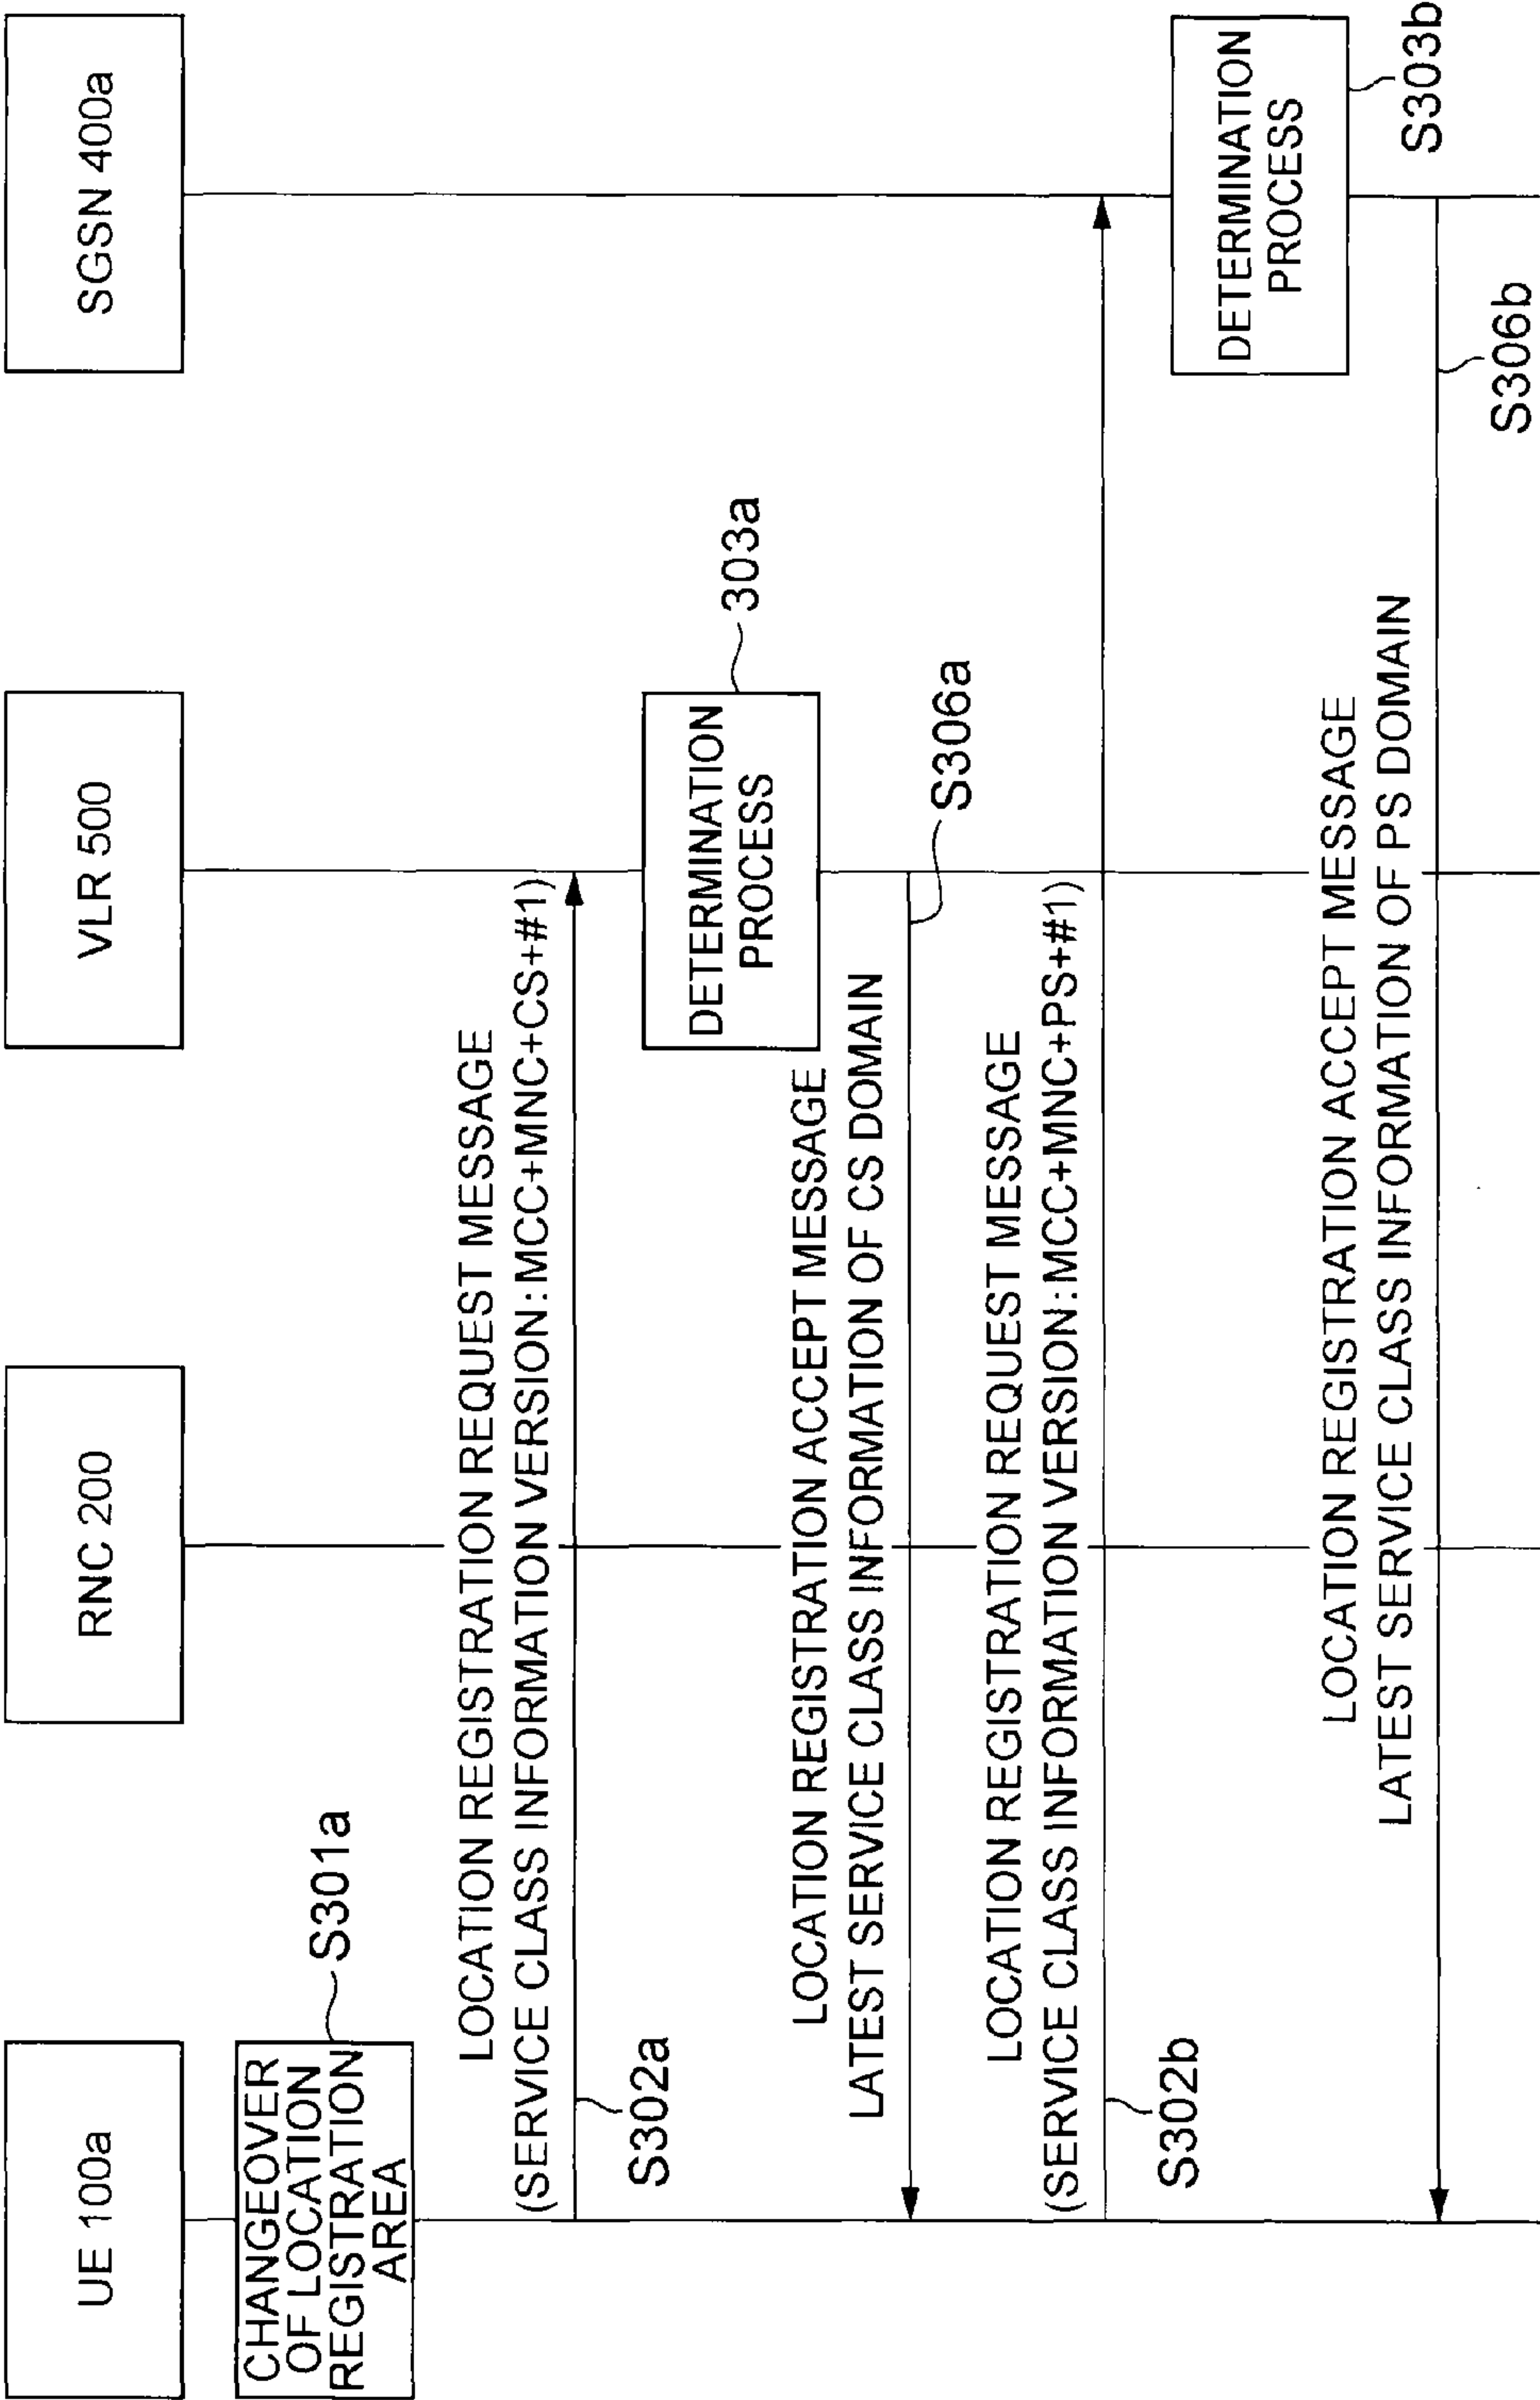 UE 100a
RNC 200
VLR 500
SGSN 400a
CHANGEOVER
OF LOCATION
REGISTRATION
AREA
S301a
LOCATION REGISTRATION REQUEST MESSAGE
(SERVICE CLASS INFORMATION VERSION:MCC+MNC+CS+#1)
S302a
DETERMINATION
PROCESS
303a
LOCATION REGISTRATION ACCEPT MESSAGE
LATEST SERVICE CLASS INFORMATION OF CS DOMAIN
S306a
LOCATION REGISTRATION REQUEST MESSAGE
(SERVICE CLASS INFORMATION VERSION:MCC+MNC+PS+#1)
S302b
DETERMINATION
PROCESS
S303b
LOCATION REGISTRATION ACCEPT MESSAGE
LATEST SERVICE CLASS INFORMATION OF PS DOMAIN
S306b